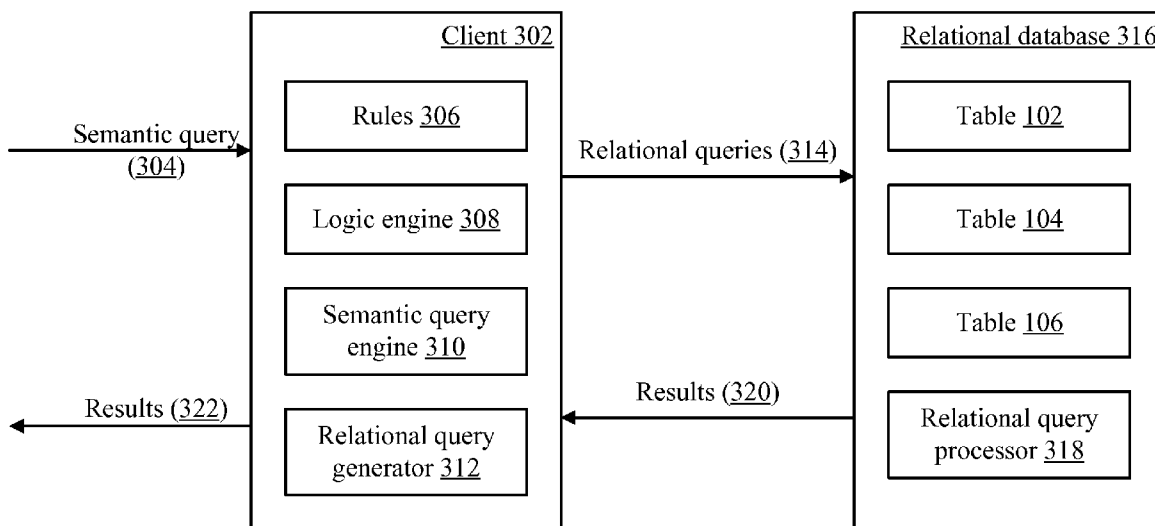 Client 302
Relational database 316
Rules 306
Table 102
Semantic query
(304)
Relational queries (314)
Logic engine 308
Table 104
Semantic query
engine 310
Table 106
Results (322)
Results (320)
Relational query
generator 312
Relational query
processor 318